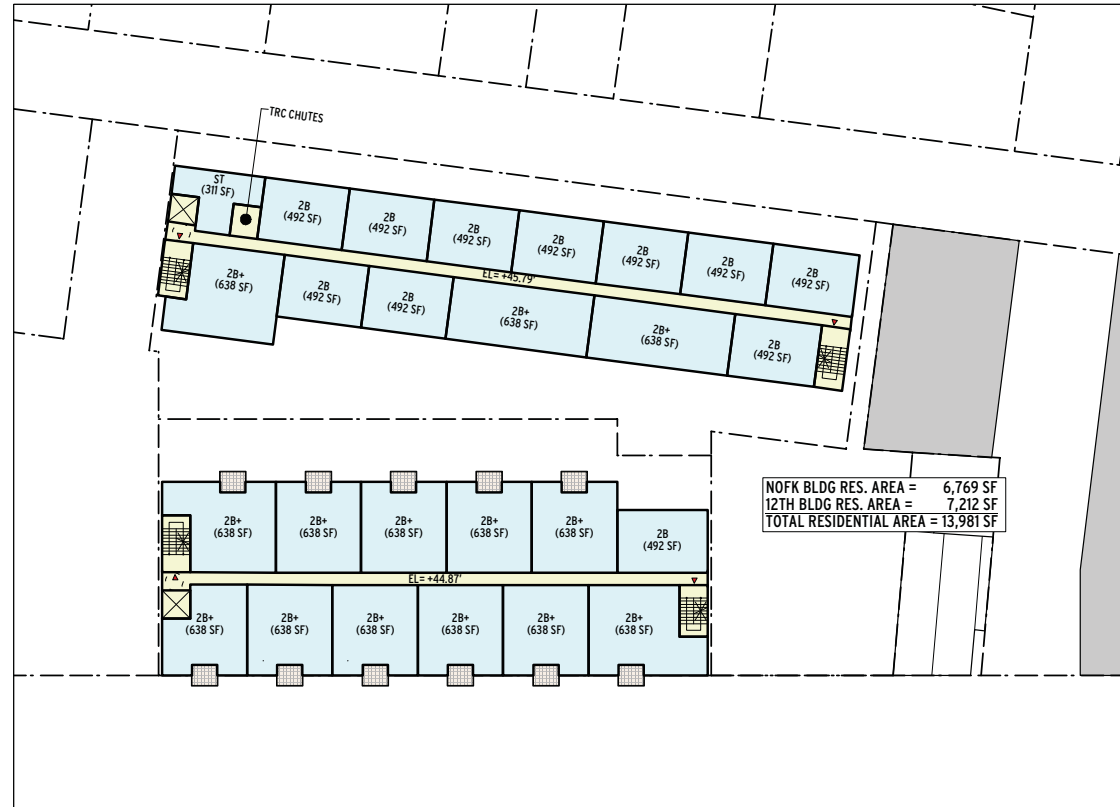 TRC CHUTES
ST
(311 SF)
2B
(492 SF)
2B
(492 SF)
2B
(492 SF)
2B
(492 SF)
2B
(492 SF)
2B
(492 SF)
2B
(492 SF)
EL= +45.79'
2B+
(638 SF)
2B
(492 SF)
2B
(492 SF)
2B+
(638 SF)
2B+
(638 SF)
2B
(492 SF)
NOFK BLDG RES. AREA = 6,769 SF
12TH BLDG RES. AREA = 7,212 SF
TOTAL RESIDENTIAL AREA = 13,981 SF
2B+
(638 SF)
2B+
(638 SF)
2B+
(638 SF)
2B+
(638 SF)
2B+
(638 SF)
2B
(492 SF)
EL= +44.87'
2B+
(638 SF)
2B+
(638 SF)
2B+
(638 SF)
2B+
(638 SF)
2B+
(638 SF)
2B+
(638 SF)